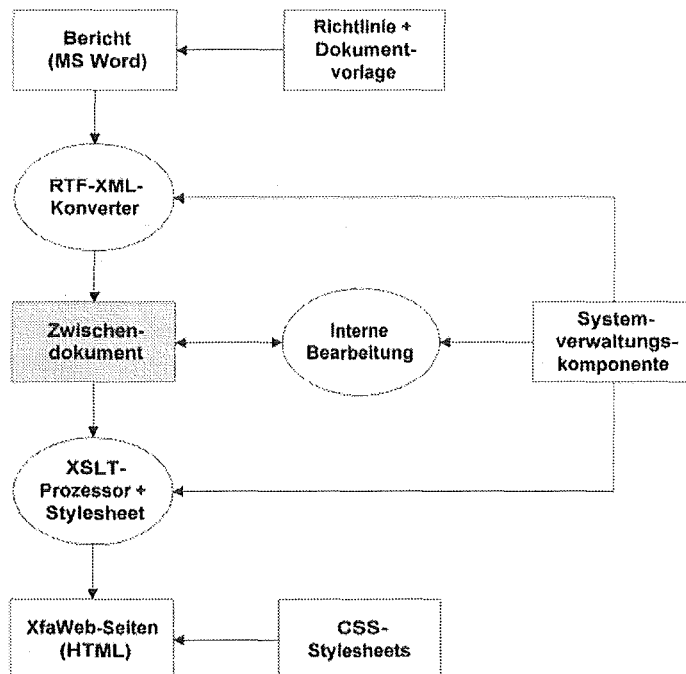 Bericht
(MS Word)
Richtlinie +
Dokument-
vorlage
RTF-XML-
Konverter
Zwischen-
dokument
Interne
Bearbeitung
System-
verwaltungs-
komponente
XSLT-
Prozessor +
Stylesheet
XfaWeb-Seiten
(HTML)
CSS-
Stylesheets